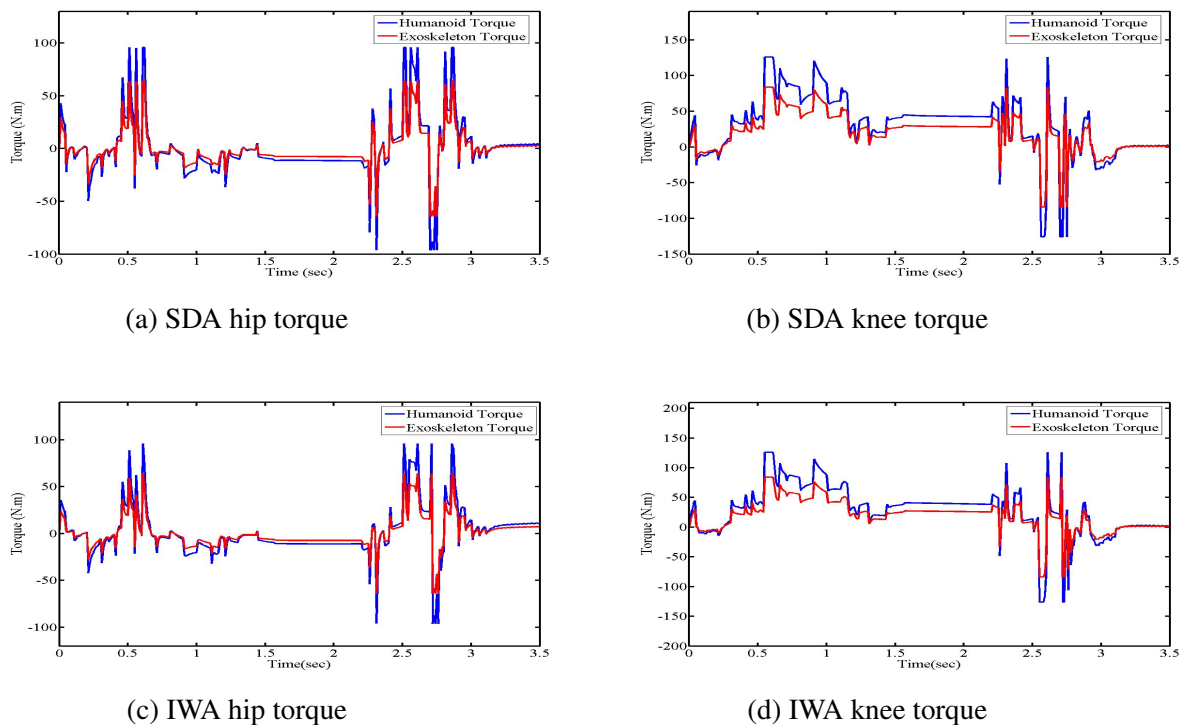 Humanoid Torque
Exoskeleton Torque
100
50
0
-50
-100
Torque (N.m)
0 0.5 1 1.5 2 2.5 3 3.5
Time (sec)
(a) SDA hip torque
Humanoid Torque
Exoskeleton Torque
150
100
50
0
-50
-100
-150
Torque (N.m)
0 0.5 1 1.5 2 2.5 3 3.5
Time (sec)
(b) SDA knee torque
Humanoid Torque
Exoskeleton Torque
100
50
0
-50
-100
Torque (N.m)
0 0.5 1 1.5 2 2.5 3 3.5
Time(sec)
(c) IWA hip torque
Humanoid Torque
Exoskeleton Torque
200
150
100
50
0
-50
-100
-150
-200
Torque(N.m)
0 0.5 1 1.5 2 2.5 3 3.5
Time(sec)
(d) IWA knee torque